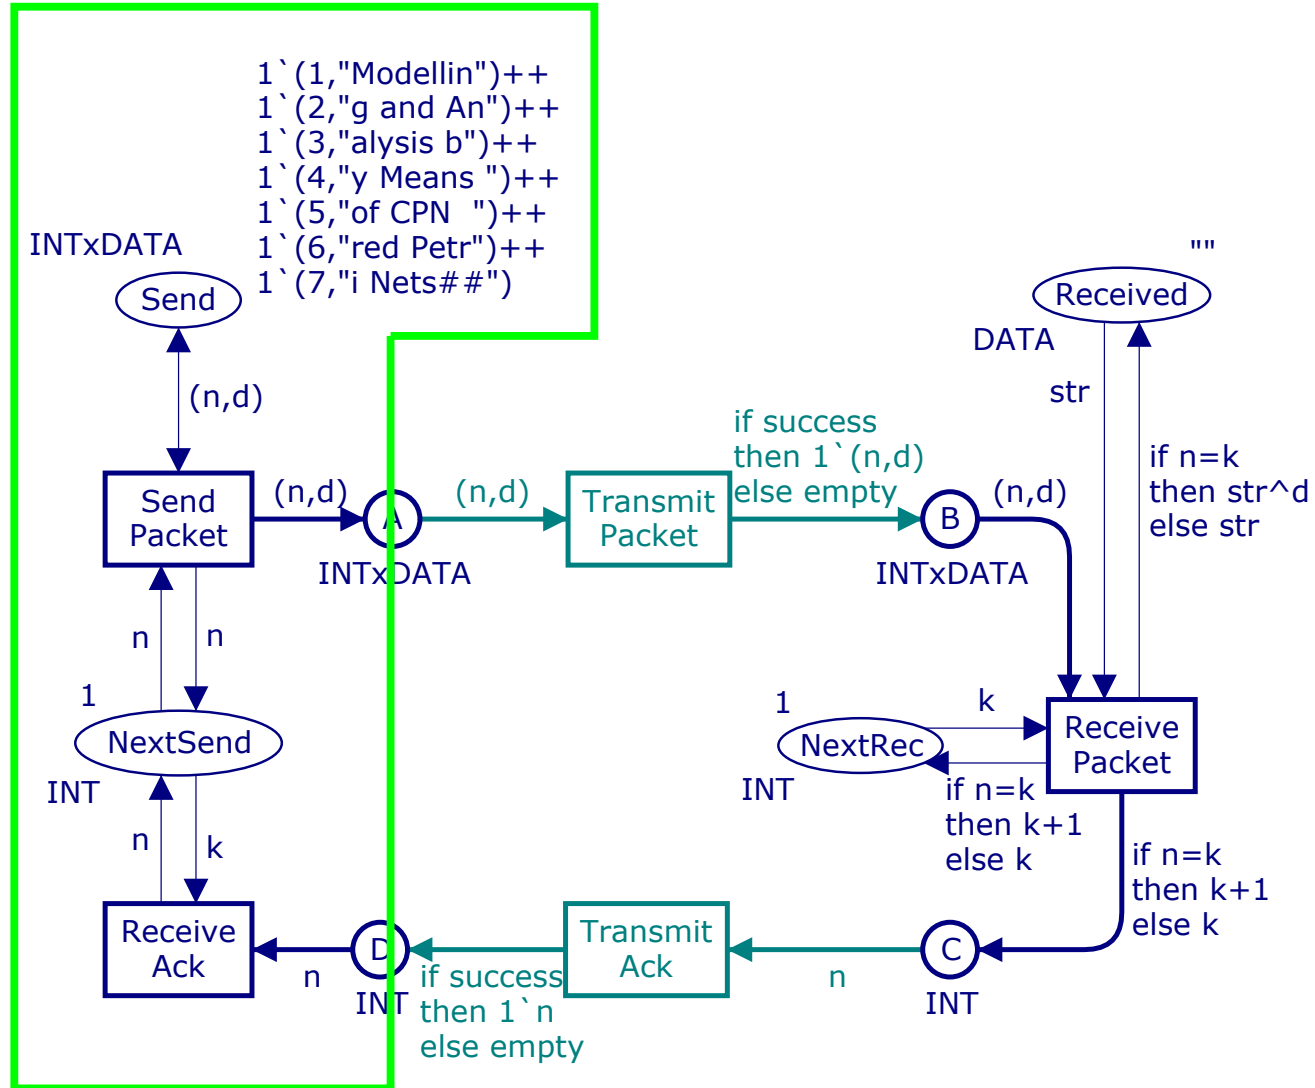 1`(1,"Modellin")++
1`(2,"g and An")++
1`(3,"alysis b")++
1`(4,"y Means ")++
1`(5,"of CPN  ")++
1`(6,"red Petr")++
1`(7,"i Nets##")
INTxDATA
Send
(n,d)
Send
Packet
(n,d)
A
INTxDATA
(n,d)
Transmit
Packet
if success
then 1`(n,d)
else empty
B
INTxDATA
(n,d)
""
Received
DATA
str
if n=k
then str^d
else str
n
n
1
NextSend
INT
n
k
1
NextRec
INT
k
if n=k
then k+1
else k
Receive
Packet
if n=k
then k+1
else k
Receive
Ack
n
D
INT
if success
then 1`n
else empty
Transmit
Ack
n
C
INT